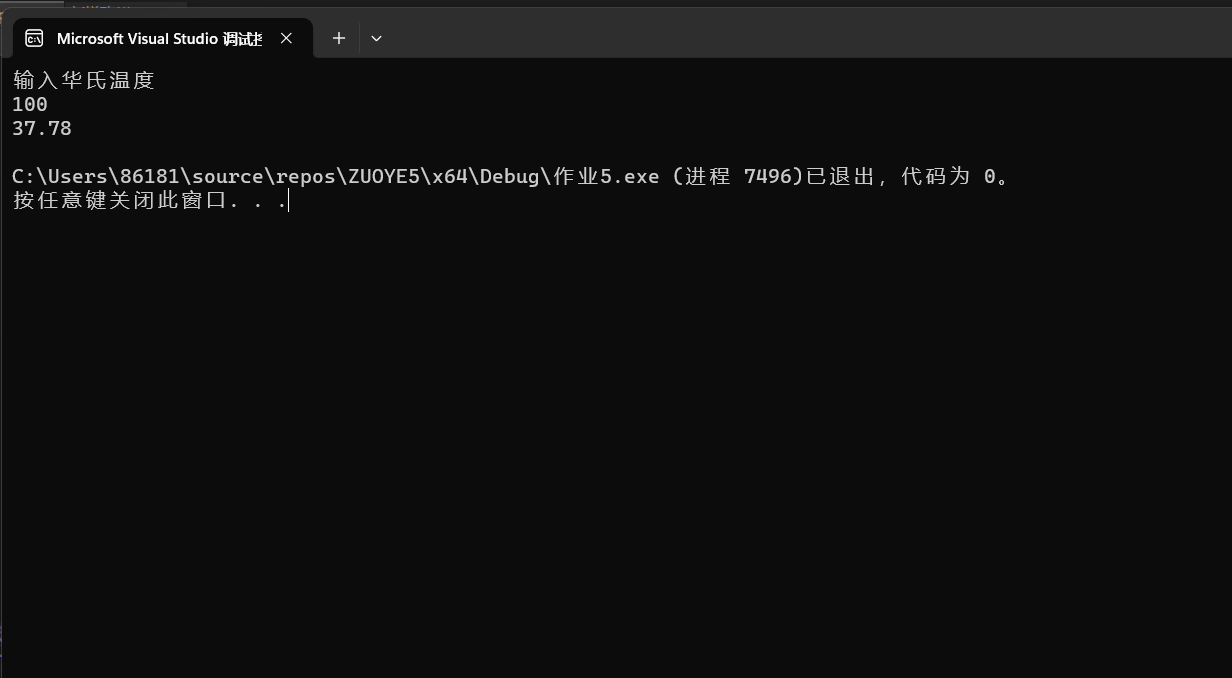 Microsoft Visual Studio 调试
输入华氏温度
100
37.78
C:\Users\86181\source\repos\ZUOYE5\x64\Debug\作业5.exe (进程 7496)已退出，代码为 0。
按任意键关闭此窗口. . .